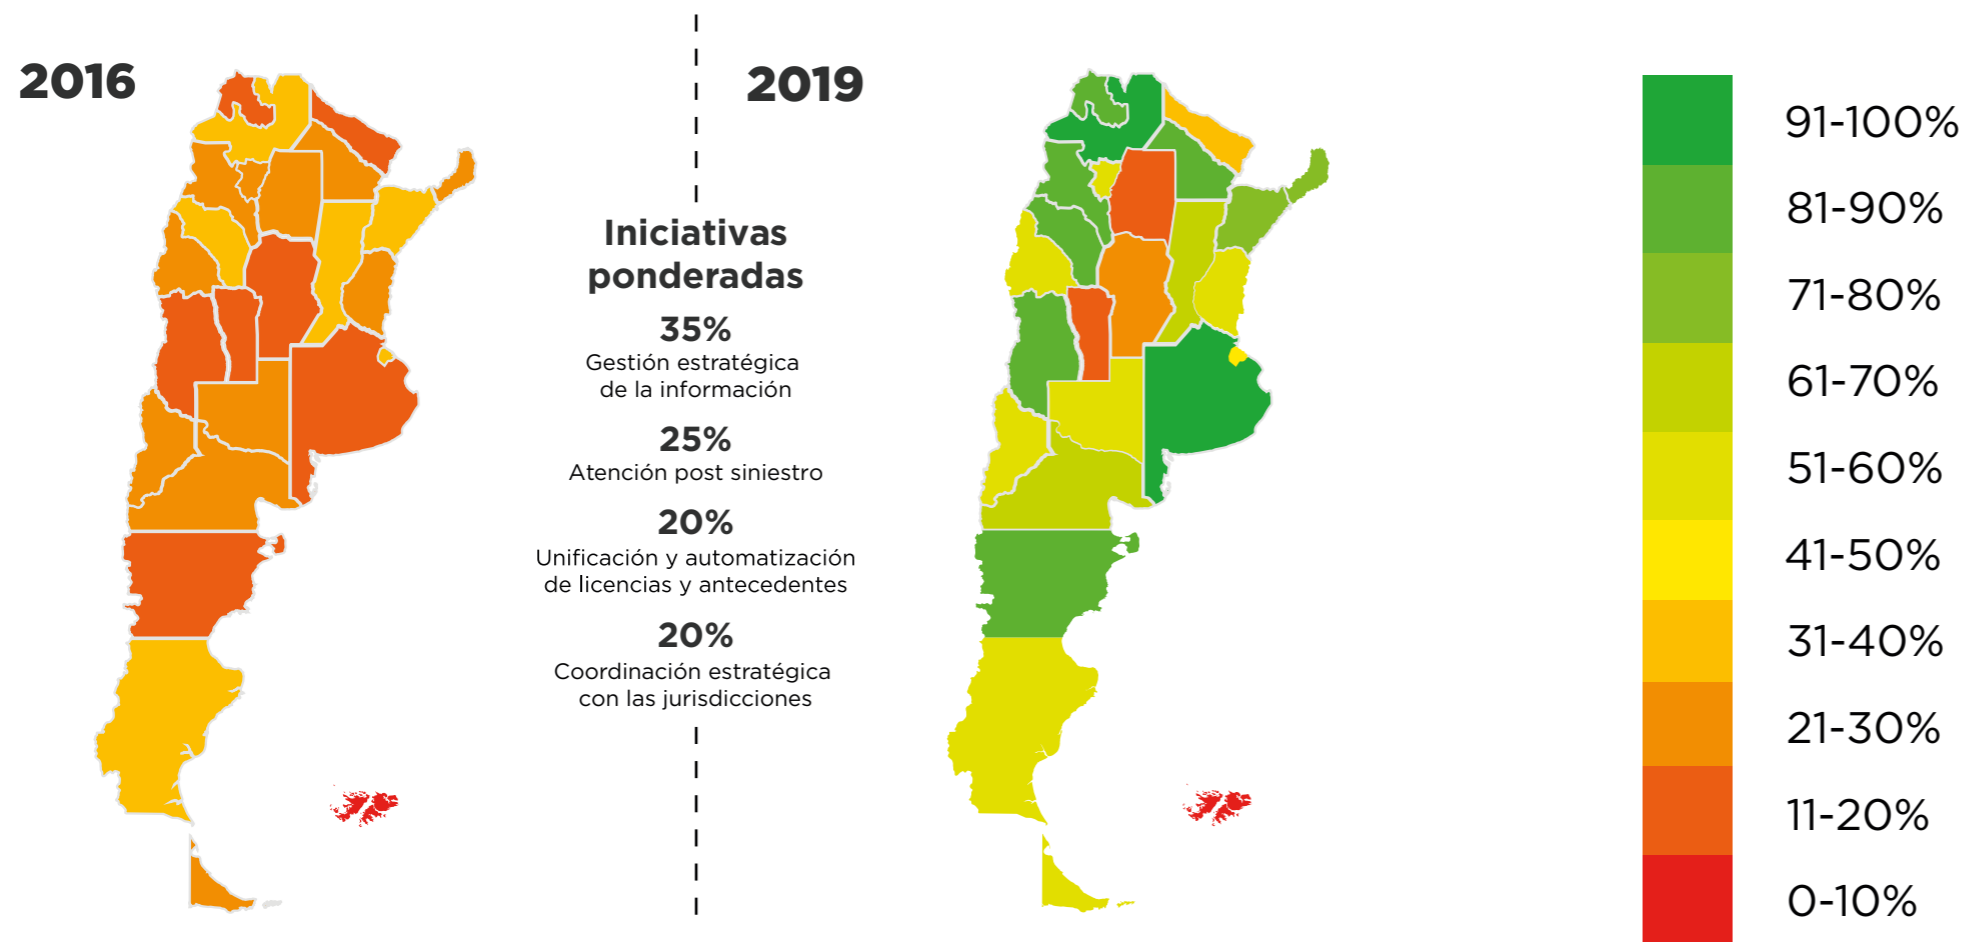 2016
2019
Iniciativas
ponderadas
35%
Gestión estratégica
de la información
25%
Atención post siniestro
20%
Unificación y automatización
de licencias y antecedentes
20%
Coordinación estratégica
con las jurisdicciones
91-100%
81-90%
71-80%
61-70%
51-60%
41-50%
31-40%
21-30%
11-20%
0-10%